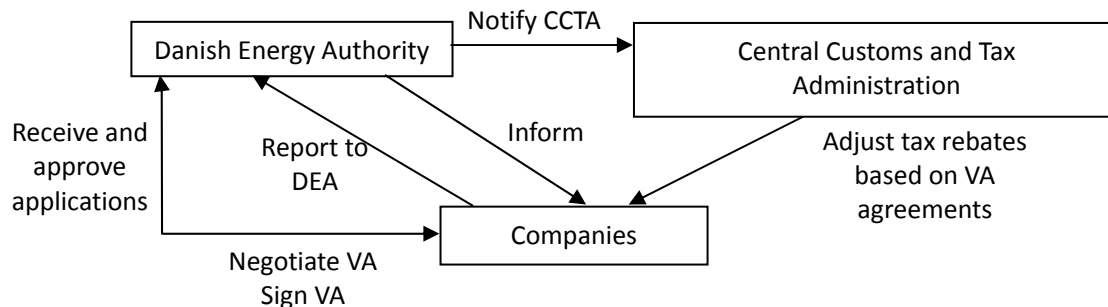 Notify CCTA
Danish Energy Authority
Central Customs and Tax
Administration
Receive and
approve
applications
Report to
DEA
Inform
Adjust tax rebates
based on VA
agreements
Companies
Negotiate VA
Sign VA